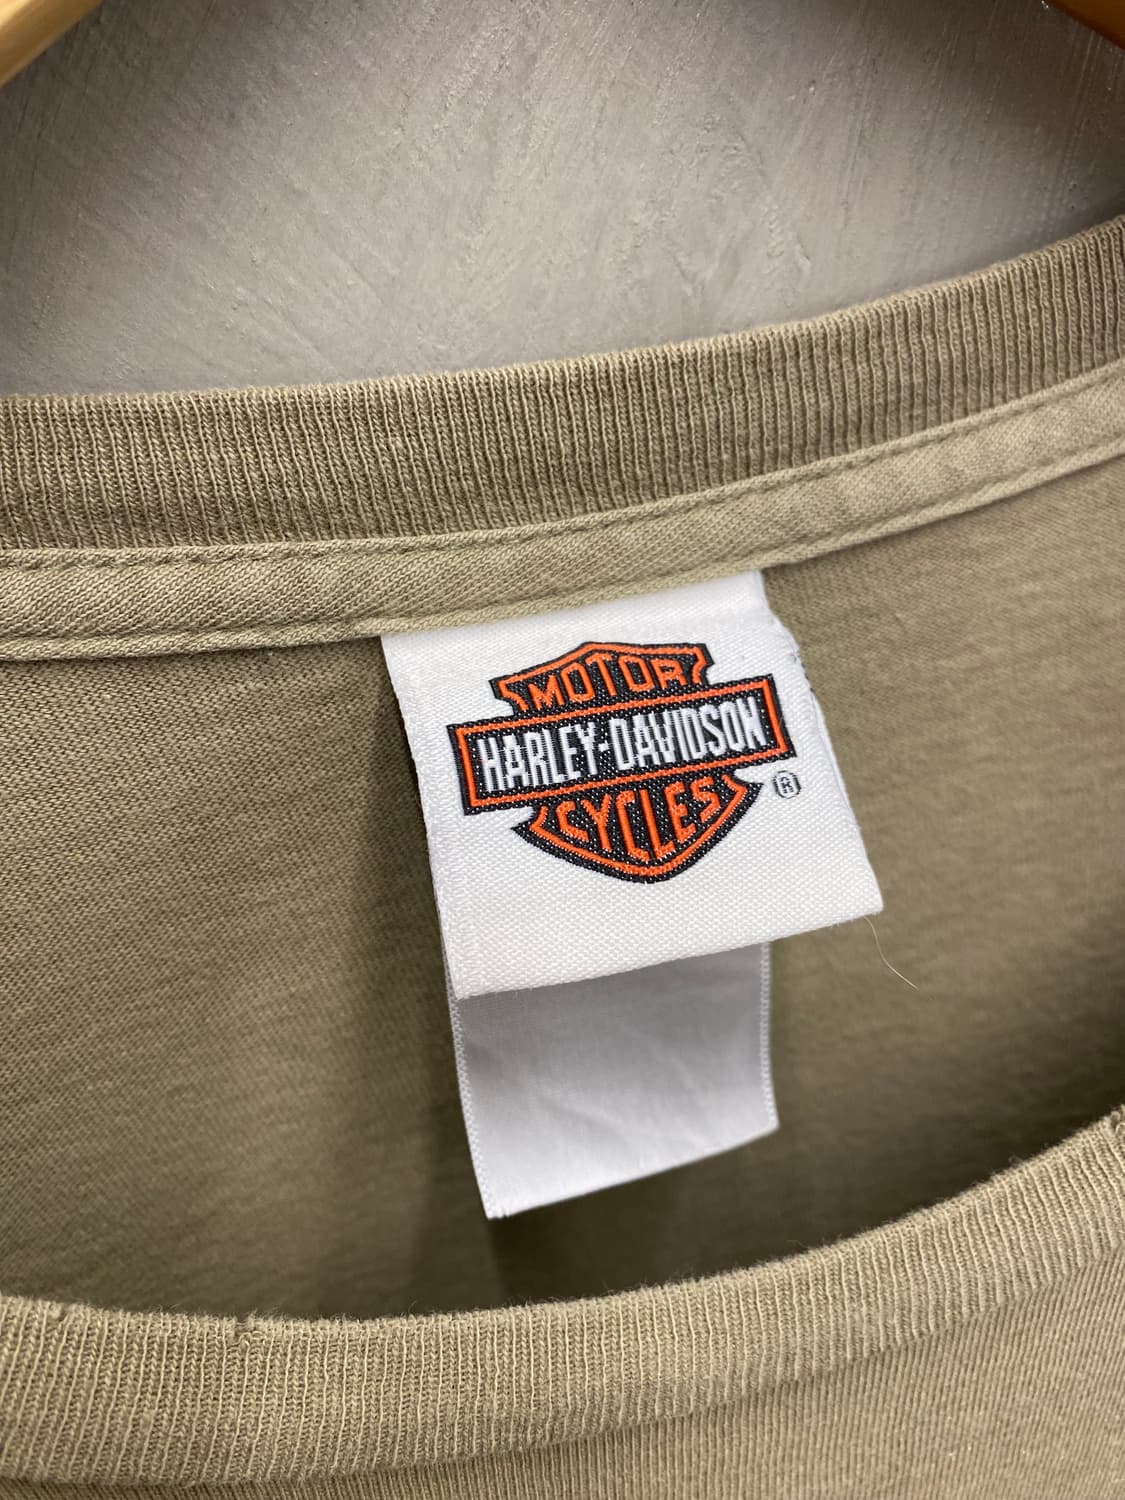 MOTOR
HARLEY-DAVIDSON
CYCLES
®